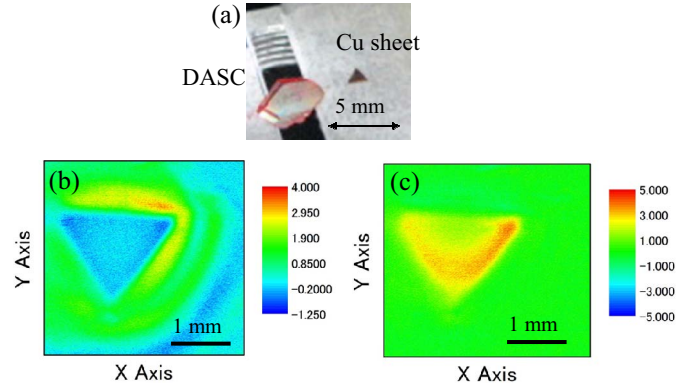 (a)
Cu sheet
DASC
5 mm
(b)
4.000
2.950
1.900
0.8500
-0.2000
-1.250
1 mm
Y Axis
X Axis
(c)
5.000
3.000
1.000
-1.000
-3.000
-5.000
1 mm
Y Axis
X Axis